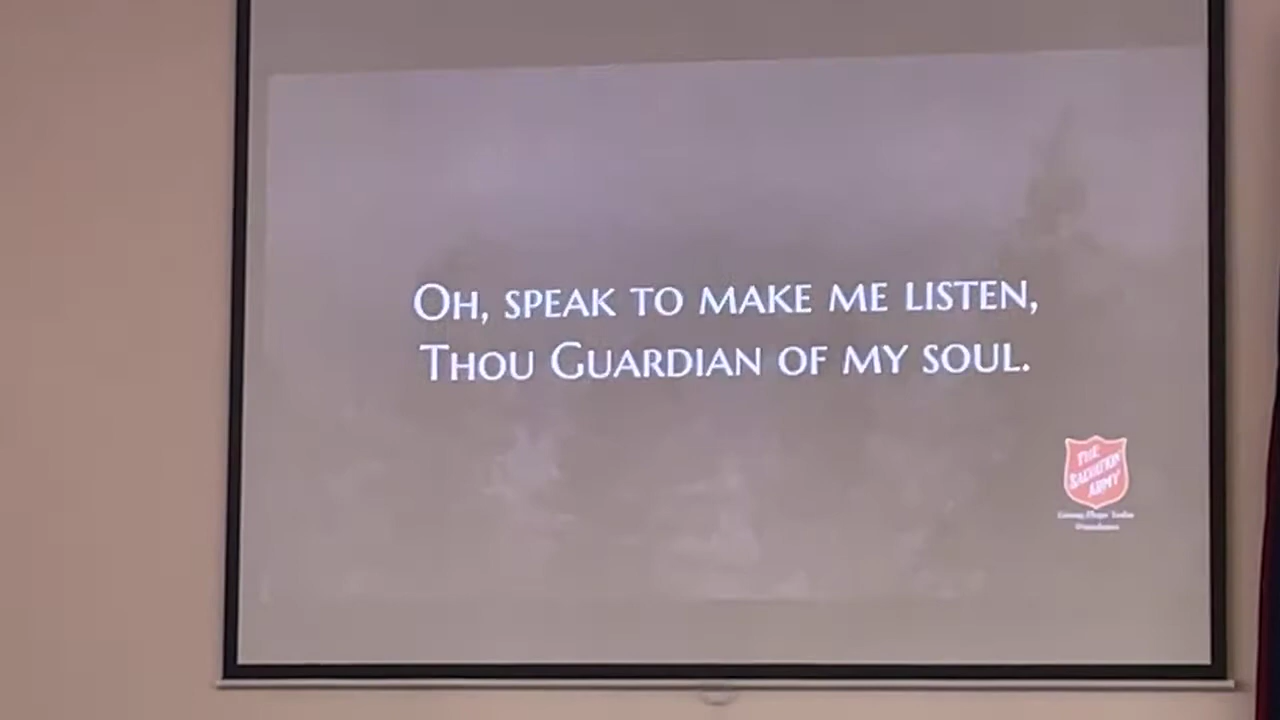 Oh, speak to make me listen,
Thou Guardian of my soul.
THE
SALVATION
ARMY